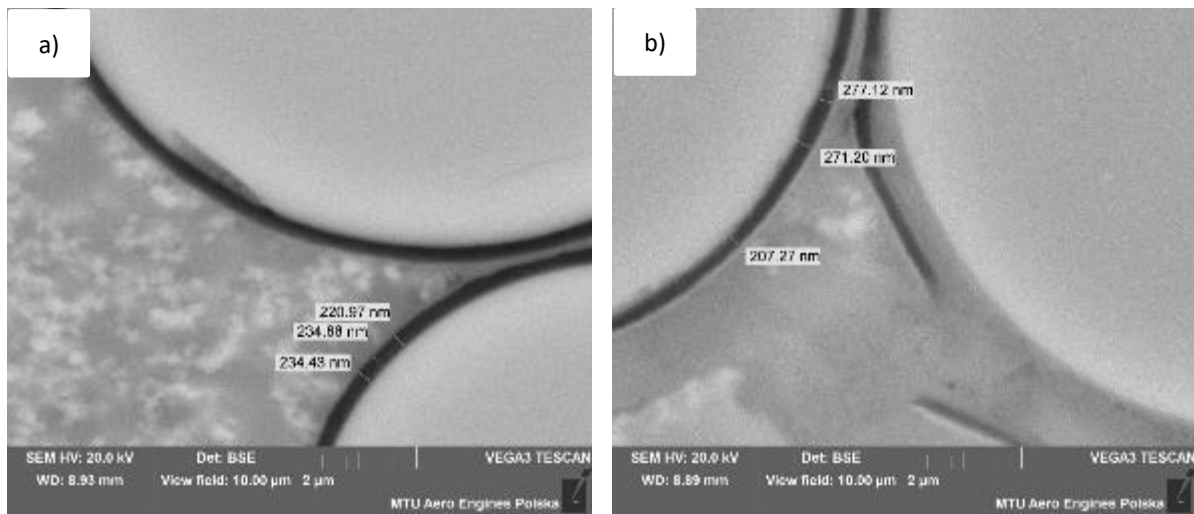 a)
220.97 nm
234.88 nm
234.43 nm
SEM HV: 20.0 kV Det: BSE VEGA3 TESCAN
WD: 8.93 mm View field: 10.00 µm 2 µm
MTU Aero Engines Polska
b)
277.12 nm
271.20 nm
207.27 nm
SEM HV: 20.0 kV Det: BSE VEGA3 TESCAN
WD: 8.89 mm View field: 10.00 µm 2 µm
MTU Aero Engines Polska